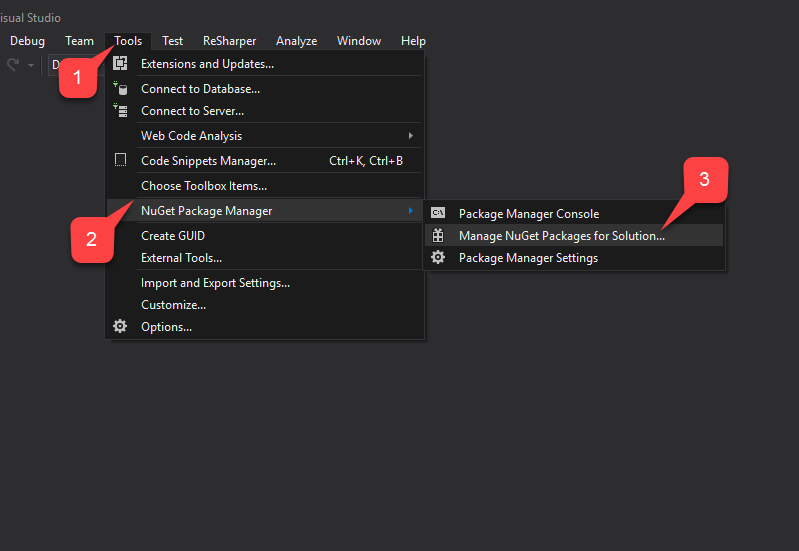 isual Studio
Debug Team Tools Test ReSharper Analyze Window Help
1
Extensions and Updates...
Connect to Database...
Connect to Server...
Web Code Analysis
Code Snippets Manager... Ctrl+K, Ctrl+B
Choose Toolbox Items...
3
2
NuGet Package Manager
Package Manager Console
Create GUID
Manage NuGet Packages for Solution...
External Tools...
Package Manager Settings
Import and Export Settings...
Customize...
Options...